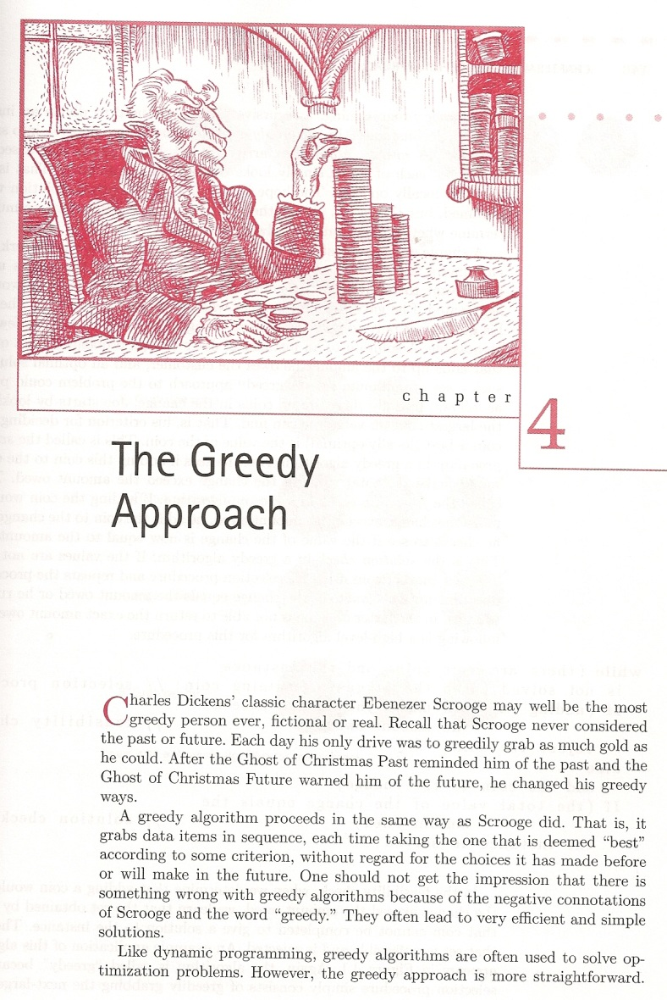 chapter
4
The Greedy
Approach
Charles Dickens' classic character Ebenezer Scrooge may well be the most
greedy person ever, fictional or real. Recall that Scrooge never considered
the past or future. Each day his only drive was to greedily grab as much gold as
he could. After the Ghost of Christmas Past reminded him of the past and the
Ghost of Christmas Future warned him of the future, he changed his greedy
ways.
A greedy algorithm proceeds in the same way as Scrooge did. That is, it
grabs data items in sequence, each time taking the one that is deemed "best"
according to some criterion, without regard for the choices it has made before
or will make in the future. One should not get the impression that there is
something wrong with greedy algorithms because of the negative connotations
of Scrooge and the word "greedy." They often lead to very efficient and simple
solutions.
Like dynamic programming, greedy algorithms are often used to solve op-
timization problems. However, the greedy approach is more straightforward.